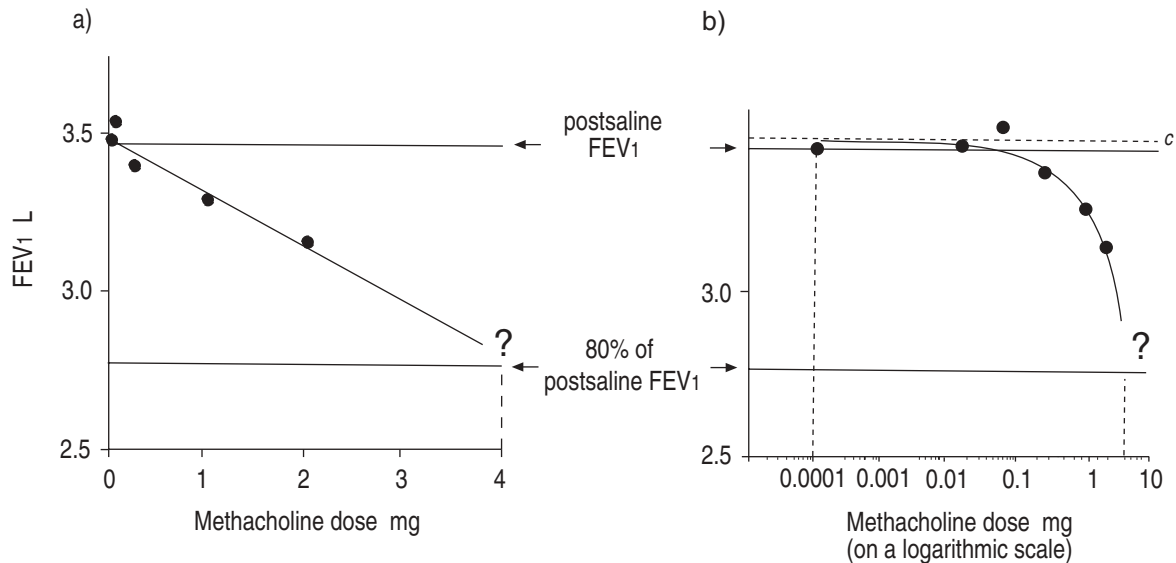 a)
b)
3.5
3.0
2.5
FEV1 L
0 1 2 3 4
Methacholine dose mg
?
postsaline
FEV1
80% of
postsaline FEV1
c
3.0
2.5
?
0.0001 0.001 0.01 0.1 1 10
Methacholine dose mg
(on a logarithmic scale)